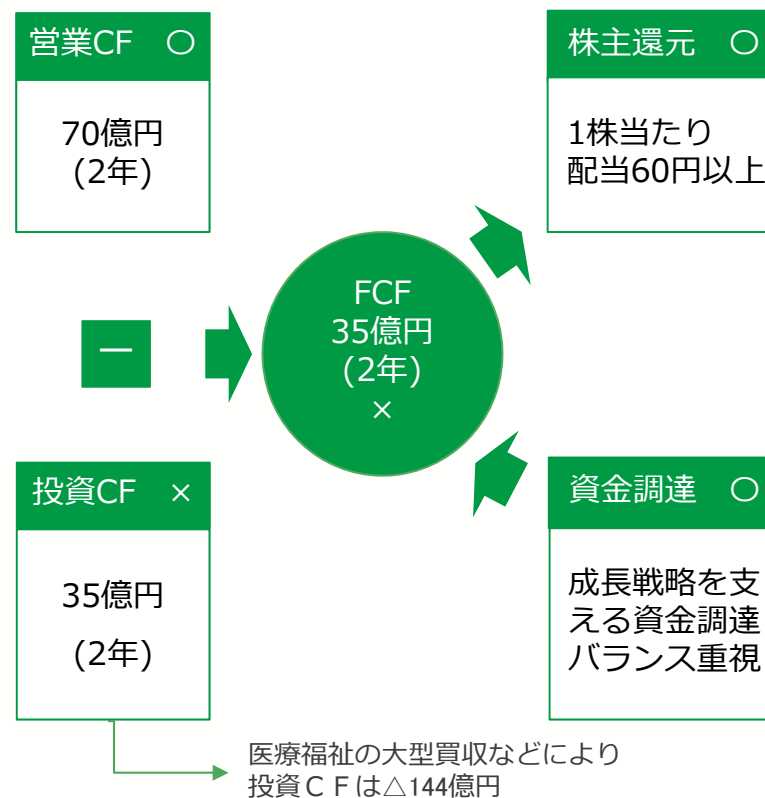 営業CF 〇
70億円
(2年)
株主還元 〇
1株当たり
配当60円以上
－
FCF
35億円
(2年)
×
投資CF ×
35億円
(2年)
資金調達 〇
成長戦略を支
える資金調達
バランス重視
医療福祉の大型買収などにより
投資ＣＦは△144億円